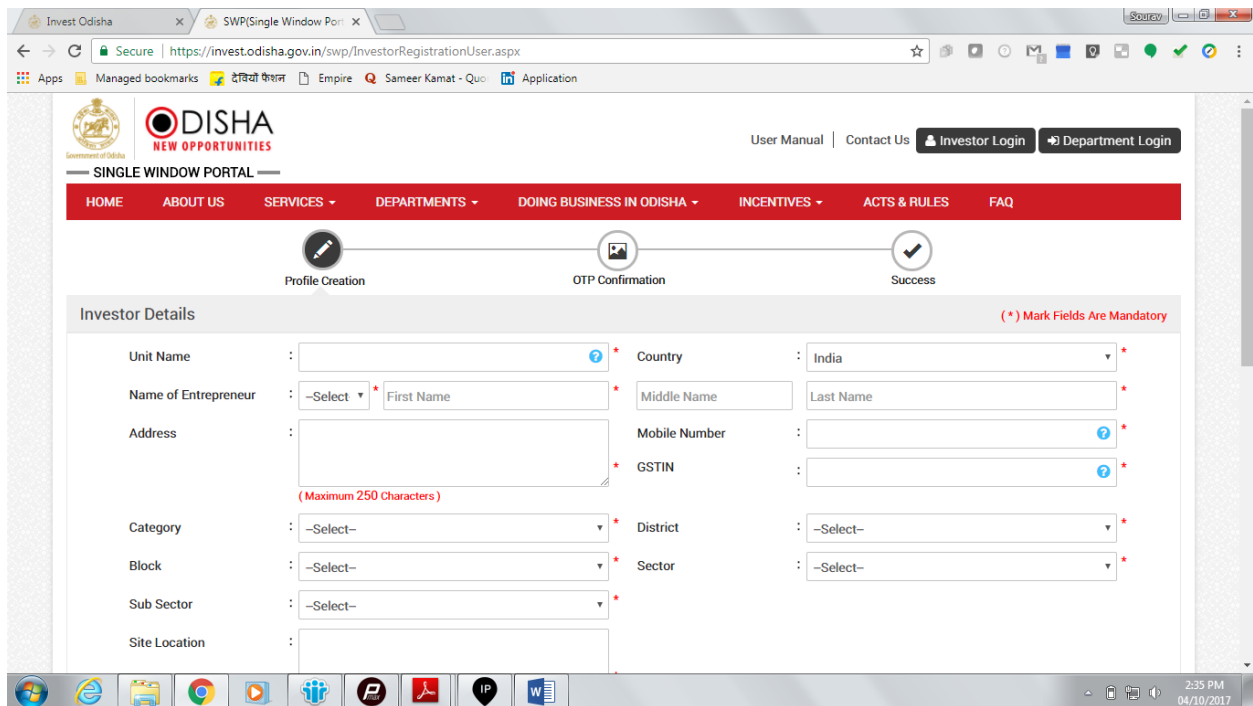 Invest Odisha
SWP(Single Window Port
Sourav
Secure | https://invest.odisha.gov.in/swp/InvestorRegistrationUser.aspx
Apps Managed bookmarks देवियों फैशन Empire Sameer Kamat - Quo Application
Government of Odisha
ODISHA
NEW OPPORTUNITIES
SINGLE WINDOW PORTAL
User Manual | Contact Us Investor Login Department Login
HOME ABOUT US SERVICES DEPARTMENTS DOING BUSINESS IN ODISHA INCENTIVES ACTS & RULES FAQ
Profile Creation OTP Confirmation Success
Investor Details (*) Mark Fields Are Mandatory
Unit Name : ? * Country : India *
Name of Entrepreneur : --Select * First Name * Middle Name Last Name *
Address : * Mobile Number : ? *
GSTIN : ? *
( Maximum 250 Characters )
Category : --Select-- * District : --Select-- *
Block : --Select-- * Sector : --Select-- *
Sub Sector : --Select-- *
Site Location :
2:35 PM
04/10/2017